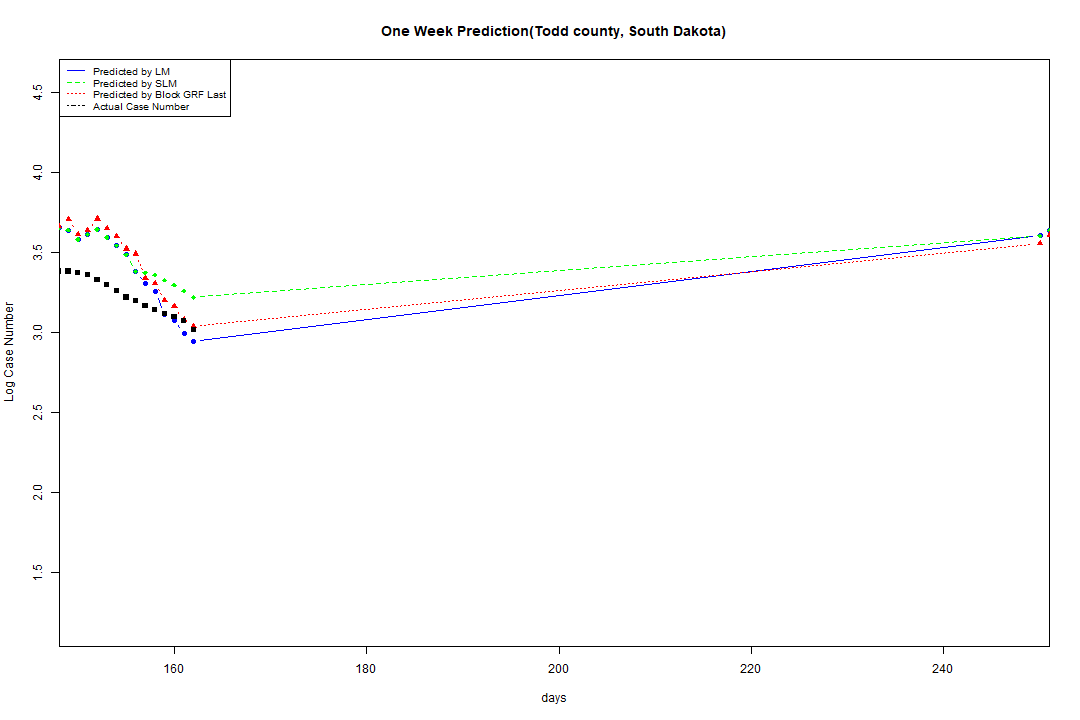 One Week Prediction(Todd county, South Dakota)
Predicted by LM
Predicted by SLM
Predicted by Block GRF Last
Actual Case Number
4.5
4.0
3.5
3.0
2.5
2.0
1.5
Log Case Number
160 180 200 220 240
days